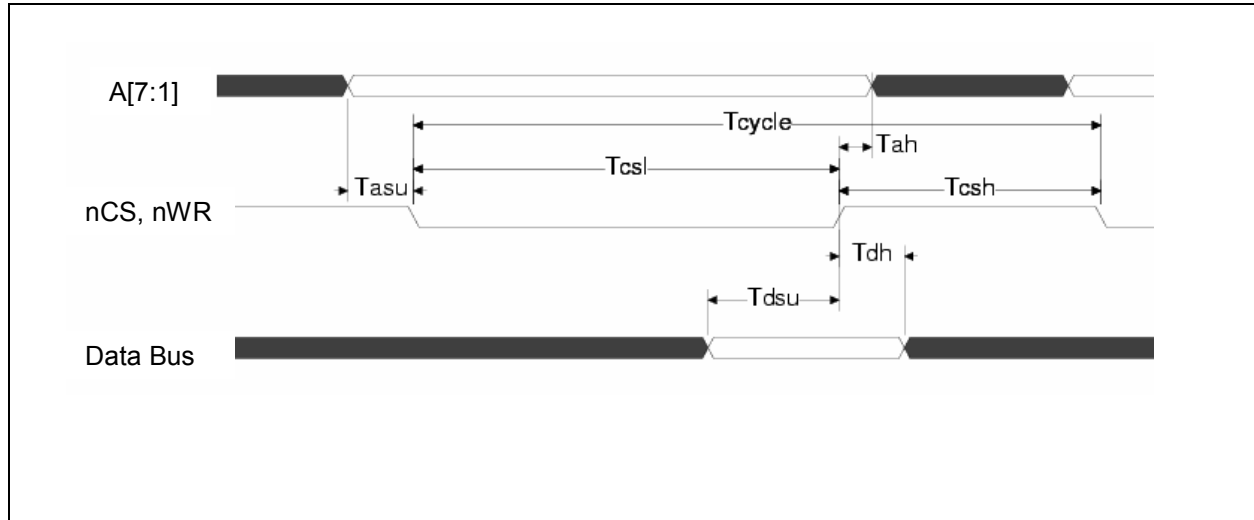 A[7:1]
Tcycle
Tah
Tcsl
Tasu
Tcsh
nCS, nWR
Tdh
Tdsu
Data Bus